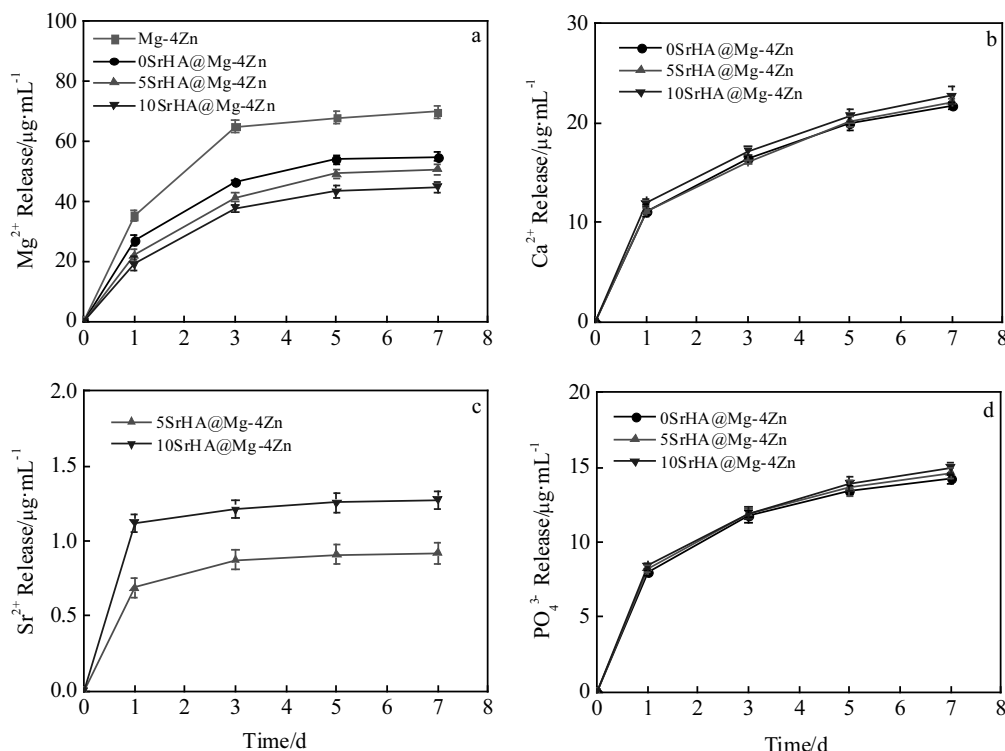 a
Mg-4Zn
0SrHA@Mg-4Zn
5SrHA@Mg-4Zn
10SrHA@Mg-4Zn
Mg²⁺ Release/μg·mL⁻¹
100
80
60
40
20
0
0 1 2 3 4 5 6 7 8
b
0SrHA@Mg-4Zn
5SrHA@Mg-4Zn
10SrHA@Mg-4Zn
Ca²⁺ Release/μg·mL⁻¹
30
20
10
0
0 1 2 3 4 5 6 7 8
c
5SrHA@Mg-4Zn
10SrHA@Mg-4Zn
Sr²⁺ Release/μg·mL⁻¹
2.0
1.5
1.0
0.5
0.0
0 1 2 3 4 5 6 7 8
Time/d
d
0SrHA@Mg-4Zn
5SrHA@Mg-4Zn
10SrHA@Mg-4Zn
PO₄³⁻ Release/μg·mL⁻¹
20
15
10
5
0
0 1 2 3 4 5 6 7 8
Time/d